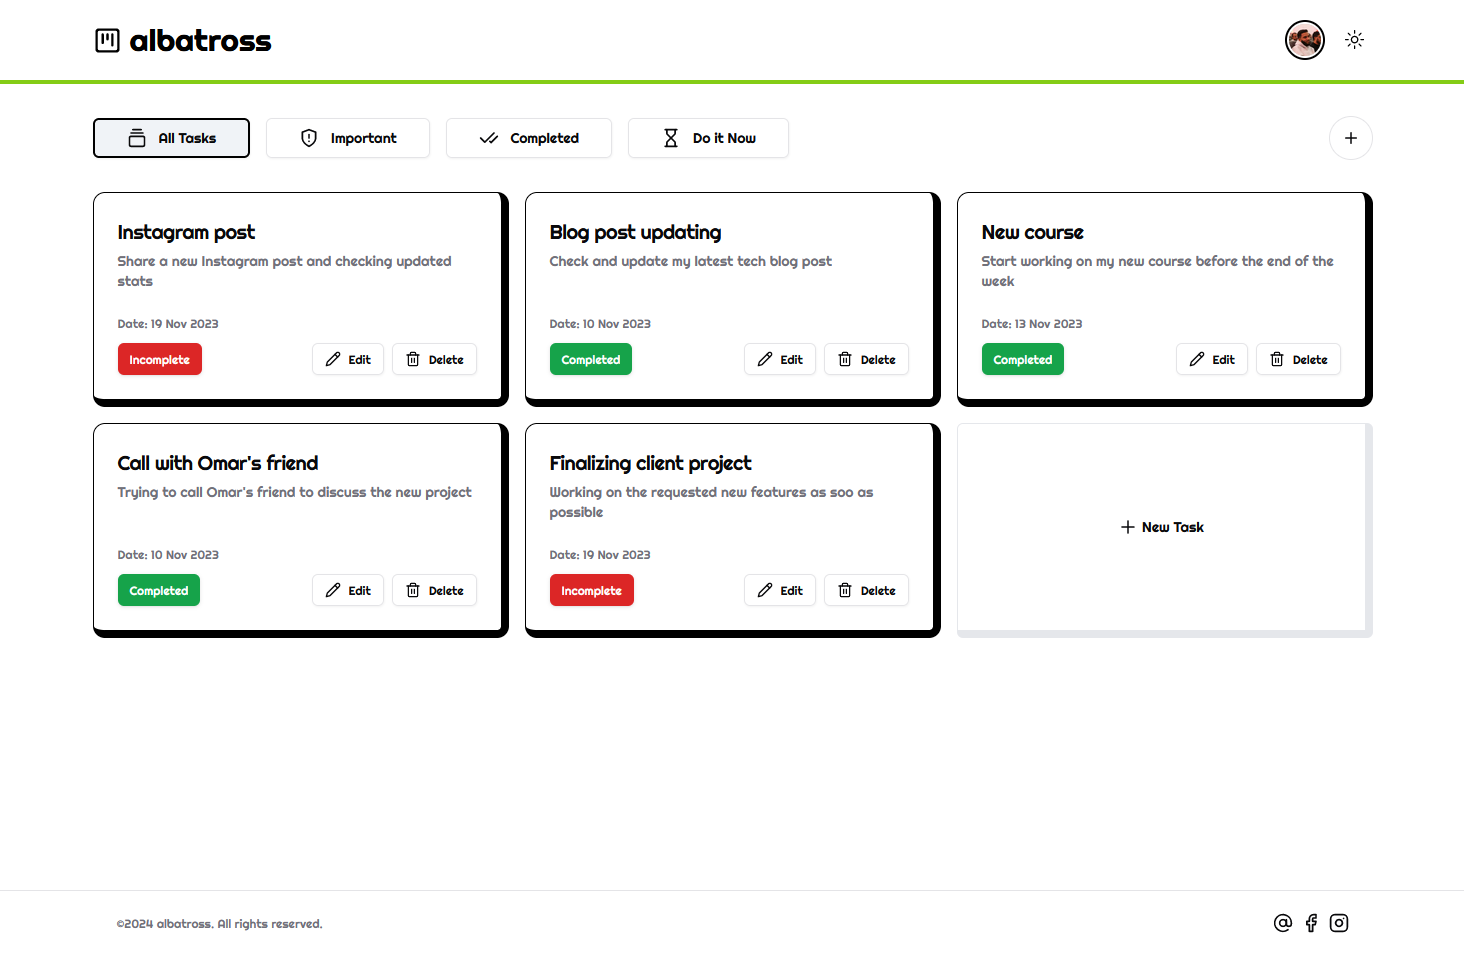 albatross
All Tasks
Important
Completed
Do it Now
Instagram post
Share a new Instagram post and checking updated
stats
Date: 19 Nov 2023
Incomplete
Edit
Delete
Blog post updating
Check and update my latest tech blog post
Date: 10 Nov 2023
Completed
Edit
Delete
New course
Start working on my new course before the end of the
week
Date: 13 Nov 2023
Completed
Edit
Delete
Call with Omar's friend
Trying to call Omar's friend to discuss the new project
Date: 10 Nov 2023
Completed
Edit
Delete
Finalizing client project
Working on the requested new features as soo as
possible
Date: 19 Nov 2023
Incomplete
Edit
Delete
New Task
©2024 albatross. All rights reserved.